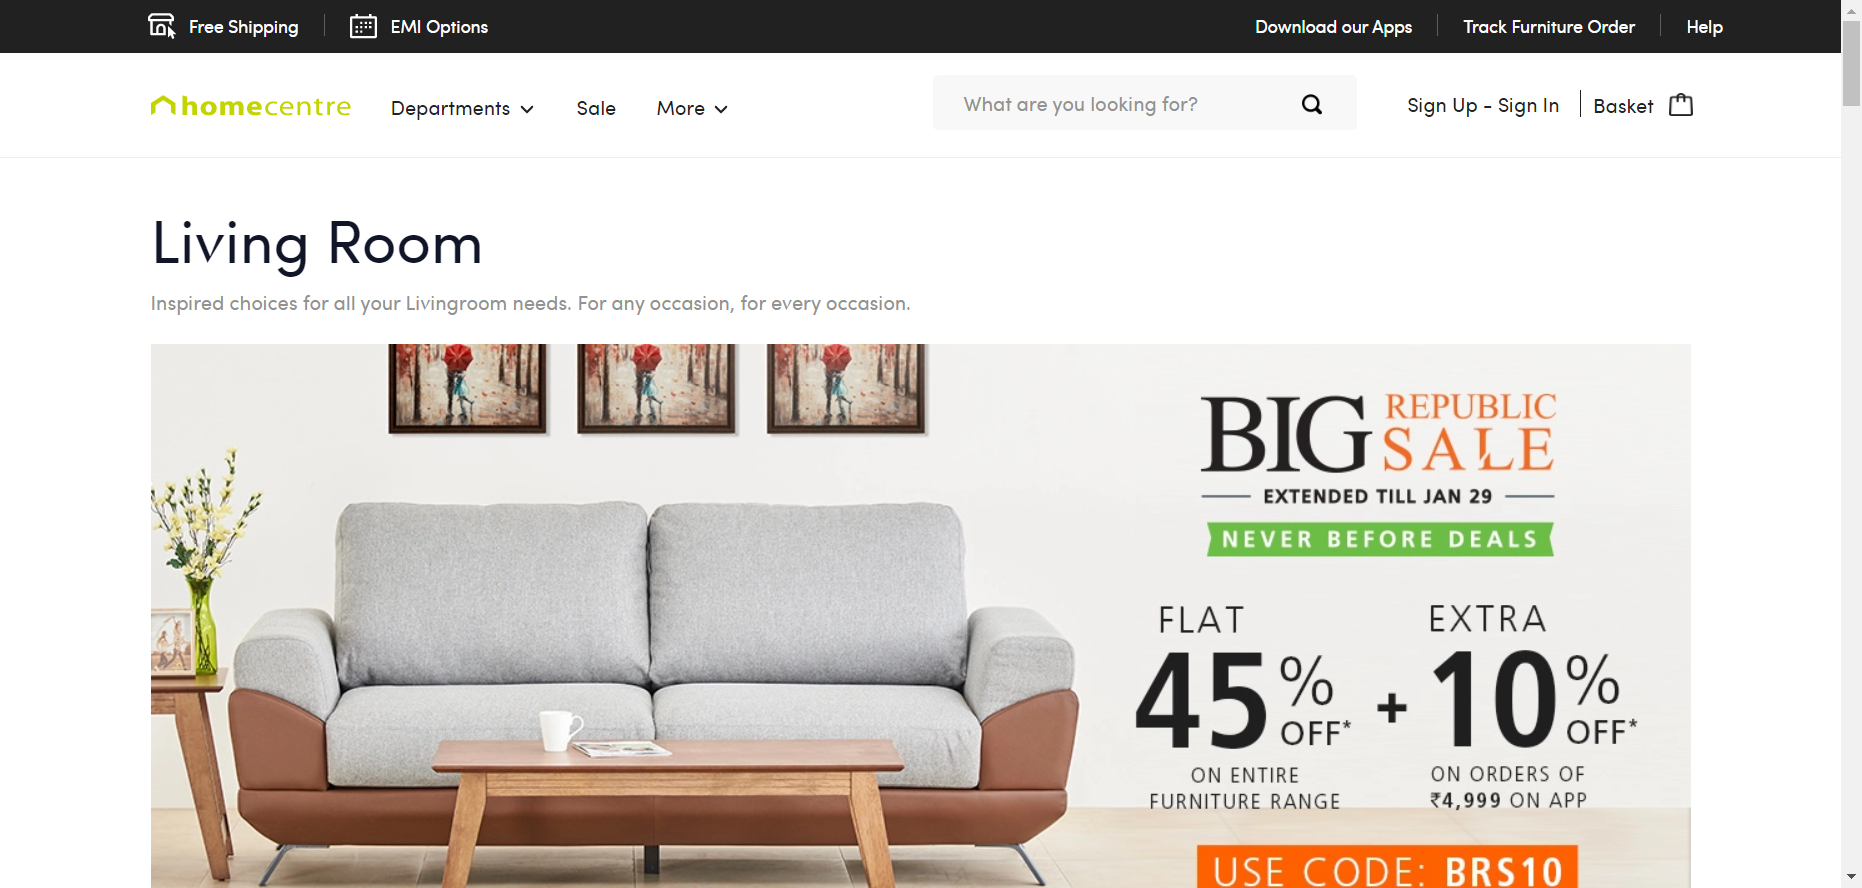 Free Shipping
EMI Options
Download our Apps
Track Furniture Order
Help
homecentre
Departments
Sale
More
What are you looking for?
Sign Up - Sign In
Basket
Living Room
Inspired choices for all your Livingroom needs. For any occasion, for every occasion.
BIG REPUBLIC SALE
EXTENDED TILL JAN 29
NEVER BEFORE DEALS
FLAT
45% OFF*
ON ENTIRE
FURNITURE RANGE
+
EXTRA
10% OFF*
ON ORDERS OF
₹4,999 ON APP
USE CODE: BRS10